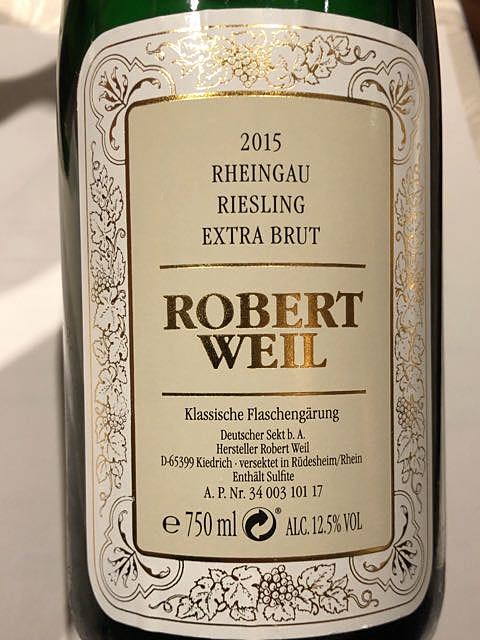 2015
RHEINGAU
RIESLING
EXTRA BRUT
ROBERT
WEIL
Klassische Flaschengärung
Deutscher Sekt b. A.
Hersteller Robert Weil
D-65399 Kiedrich · versektet in Rüdesheim/Rhein
Enthält Sulfite
A. P. Nr. 34 003 101 17
℮ 750 ml ® ALC. 12.5% VOL